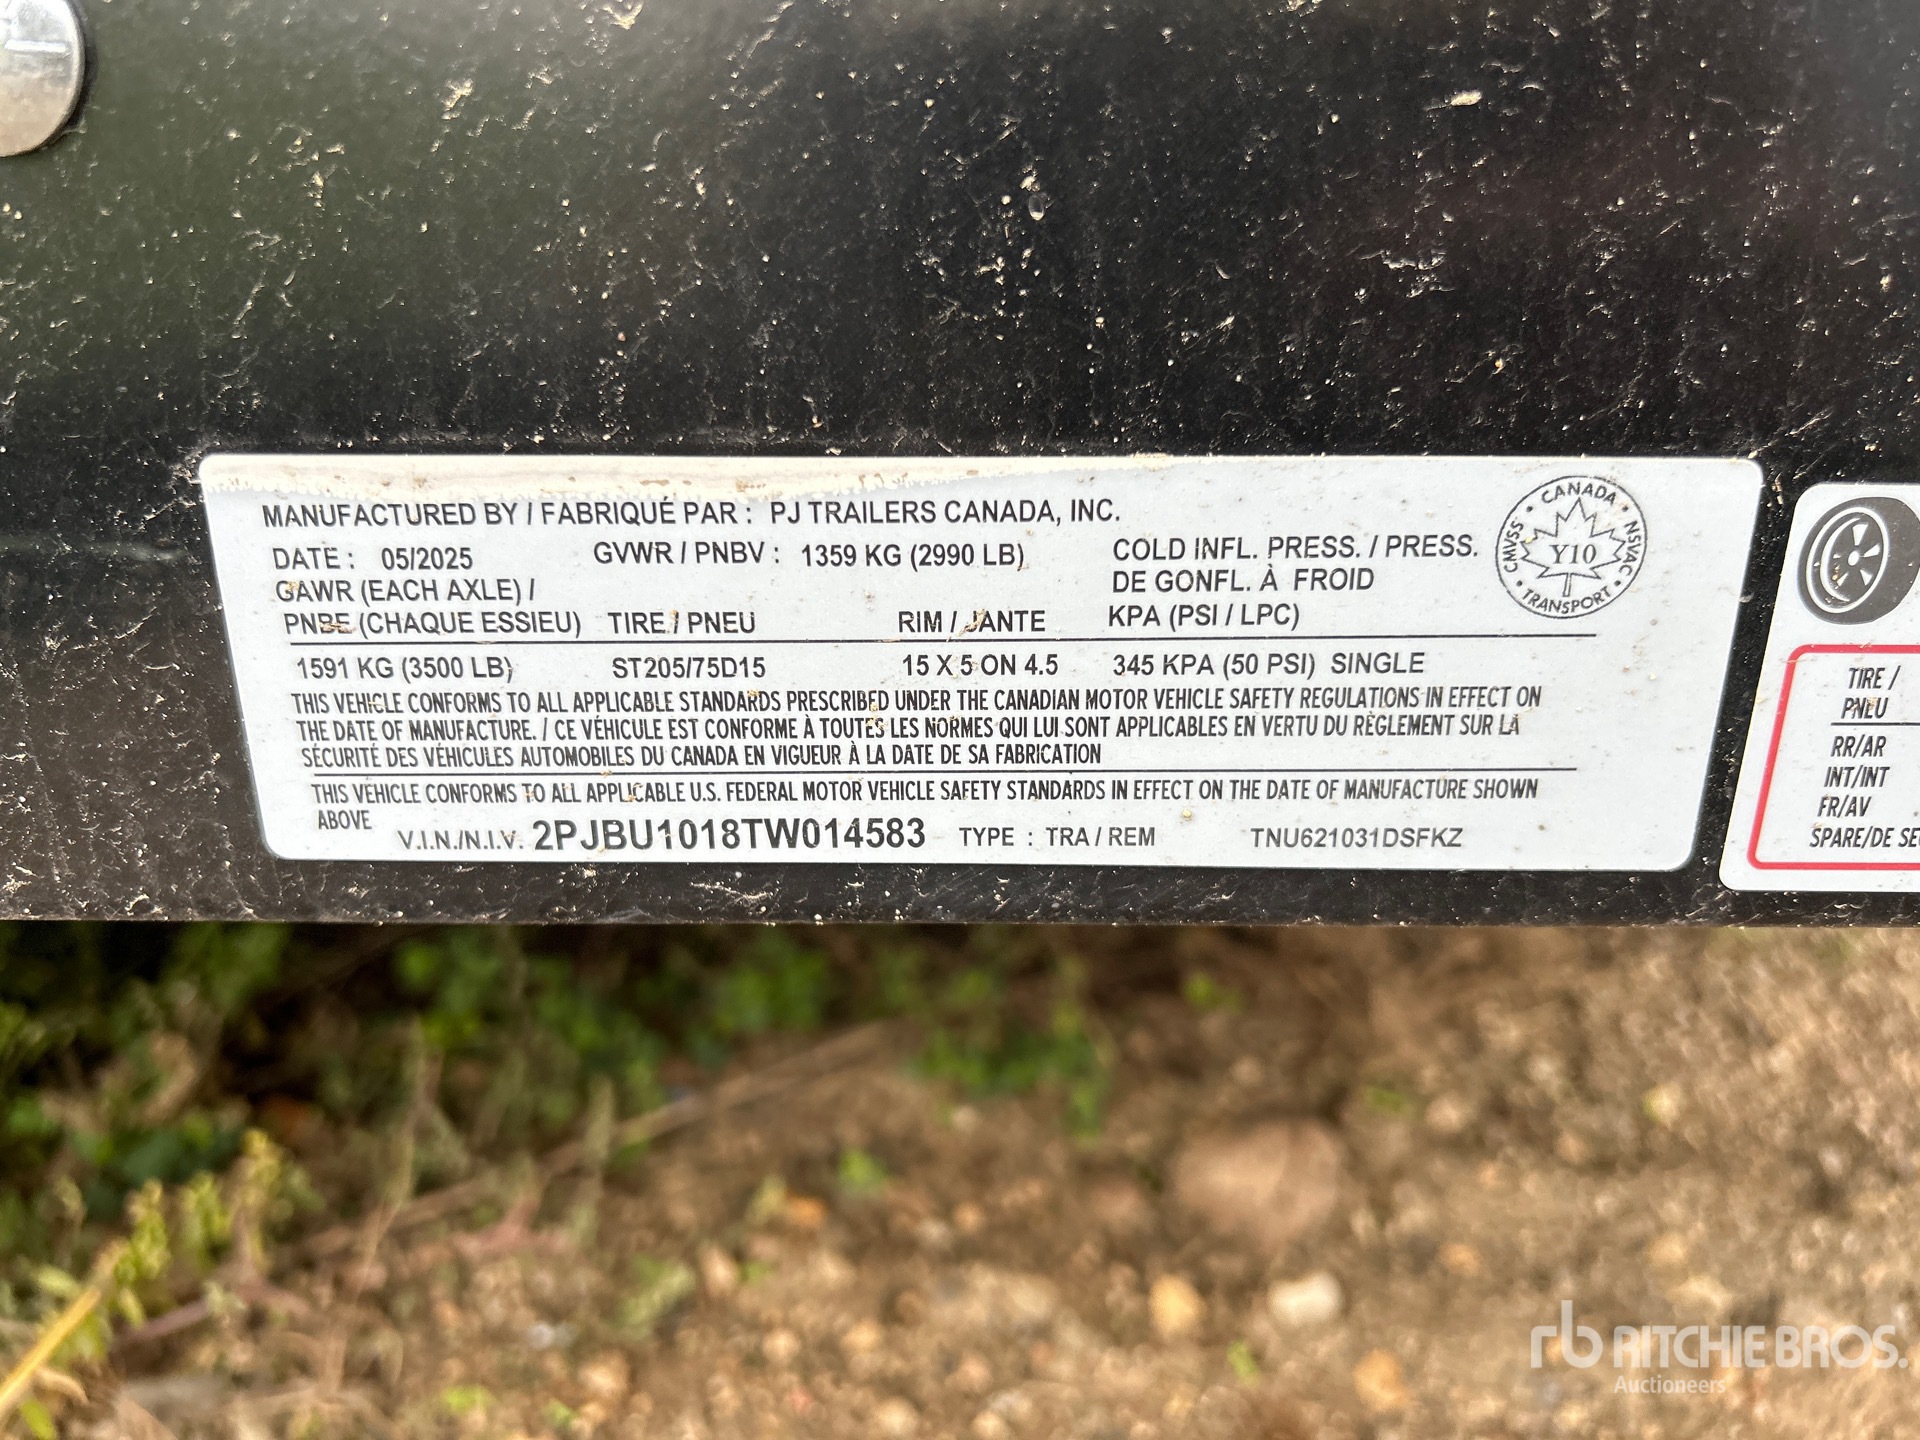 MANUFACTURED BY / FABRIQUÉ PAR : PJ TRAILERS CANADA, INC.
DATE : 05/2025 GVWR / PNBV : 1359 KG (2990 LB)
COLD INFL. PRESS. / PRESS.
DE GONFL. À FROID
KPA (PSI / LPC)
GAWR (EACH AXLE) /
PNBE (CHAQUE ESSIEU) TIRE / PNEU RIM / JANTE
1591 KG (3500 LB) ST205/75D15 15 X 5 ON 4.5 345 KPA (50 PSI) SINGLE
THIS VEHICLE CONFORMS TO ALL APPLICABLE STANDARDS PRESCRIBED UNDER THE CANADIAN MOTOR VEHICLE SAFETY REGULATIONS IN EFFECT ON
THE DATE OF MANUFACTURE. / CE VÉHICULE EST CONFORME À TOUTES LES NORMES QUI LUI SONT APPLICABLES EN VERTU DU RÈGLEMENT SUR LA
SÉCURITÉ DES VÉHICULES AUTOMOBILES DU CANADA EN VIGUEUR À LA DATE DE SA FABRICATION
THIS VEHICLE CONFORMS TO ALL APPLICABLE U.S. FEDERAL MOTOR VEHICLE SAFETY STANDARDS IN EFFECT ON THE DATE OF MANUFACTURE SHOWN
ABOVE
V.I.N./N.I.V. 2PJBU1018TW014583 TYPE : TRA / REM TNU621031DSFKZ
CANADA
CMVSS
NSVAC
Y10
TRANSPORT
TIRE /
PNEU
RR/AR
INT/INT
FR/AV
SPARE/DE SE
rb RITCHIE BROS.
Auctioneers